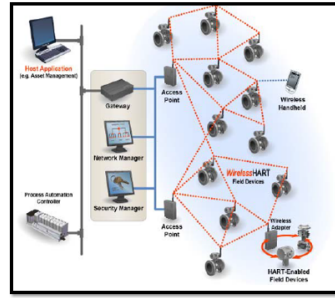 Host Application
(e.g. Asset Management)
Gateway
Access
Point
Wireless
Handheld
Network Manager
WirelessHART
Field Devices
Process Automation
Controller
Security Manager
Access
Point
Wireless
Adapter
HART-Enabled
Field Devices